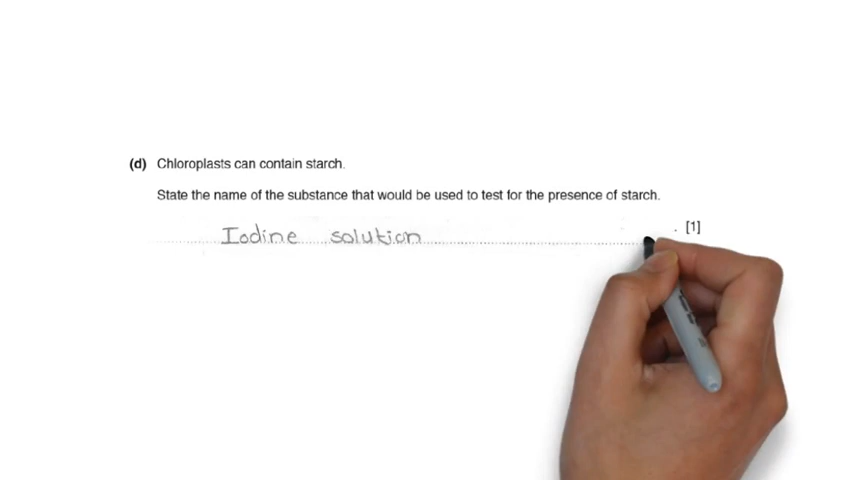 (d) Chloroplasts can contain starch.
State the name of the substance that would be used to test for the presence of starch.
Iodine solution [1]